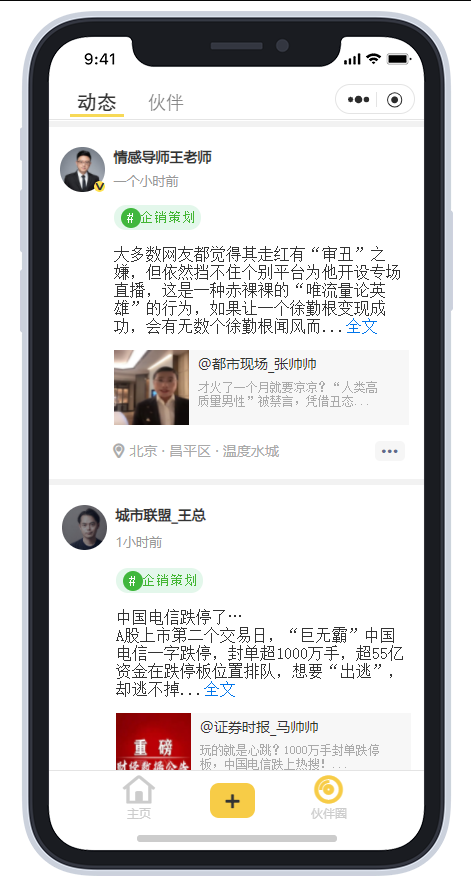 9:41
动态 伙伴
情感导师王老师
一个小时前
#企销策划
大多数网友都觉得其走红有“审丑”之
嫌，但依然挡不住个别平台为他开设专场
直播，这是一种赤裸裸的“唯流量论英
雄”的行为，如果让一个徐勤根变现成
功，会有无数个徐勤根闻风而...全文
@都市现场_张帅帅
才火了一个月就要凉凉？“人类高
质量男性”被禁言，凭借丑态...
北京 · 昌平区 · 温度水城
城市联盟_王总
1小时前
#企销策划
中国电信跌停了…
A股上市第二个交易日，“巨无霸”中国
电信一字跌停，封单超1000万手，超55亿
资金在跌停板位置排队，想要“出逃”，
却逃不掉...全文
重磅
财经数据公告
@证券时报_马帅帅
玩的就是心跳？1000万手封单跌停
板，中国电信跌上热搜！...
主页
伙伴圈